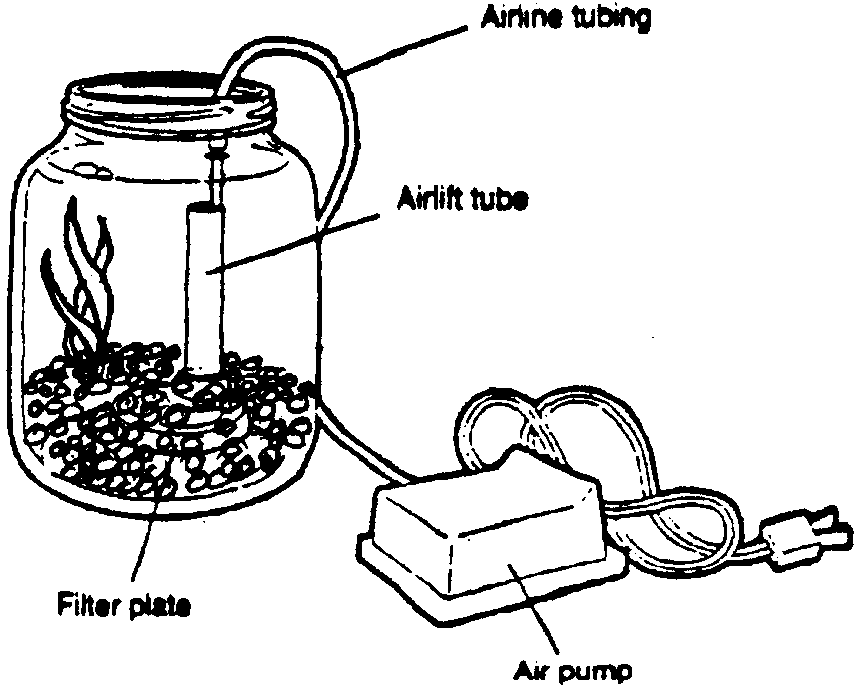 Airline tubing
Airlift tube
Filter plate
Air pump